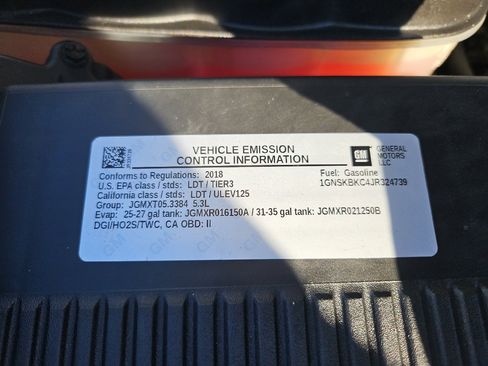 VEHICLE EMISSION
CONTROL INFORMATION
GM
GENERAL
MOTORS
LLC
Conforms to Regulations: 2018
Fuel: Gasoline
U.S. EPA class / stds: LDT / TIER3
1GNSKBKC4JR324739
California class / stds: LDT / ULEV125
Group: JGMXT05.3384 5.3L
Evap: 25-27 gal tank: JGMXR016150A / 31-35 gal tank: JGMXR021250B
DGI/HO2S/TWC, CA OBD: II